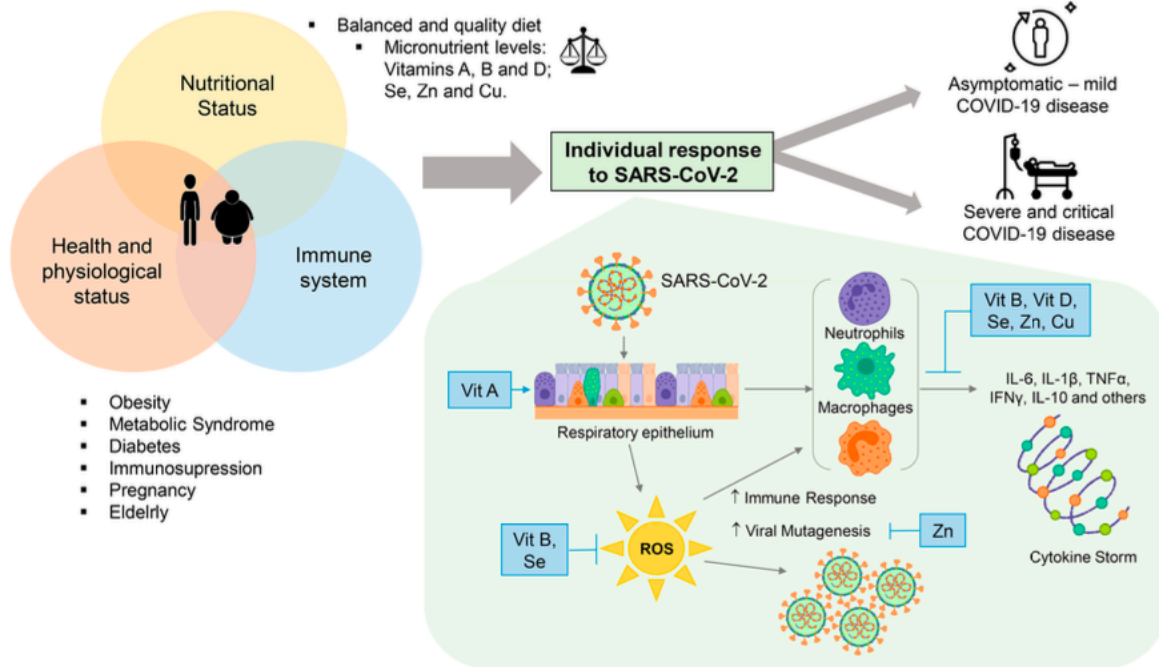 ▪ Balanced and quality diet
▪ Micronutrient levels:
Vitamins A, B and D;
Se, Zn and Cu.
Nutritional
Status
Health and
physiological
status
Immune
system
▪ Obesity
▪ Metabolic Syndrome
▪ Diabetes
▪ Immunosupression
▪ Pregnancy
▪ Eldelrly
Individual response
to SARS-CoV-2
Asymptomatic – mild
COVID-19 disease
Severe and critical
COVID-19 disease
SARS-CoV-2
Vit A
Respiratory epithelium
Neutrophils
Macrophages
Vit B, Vit D,
Se, Zn, Cu
IL-6, IL-1β, TNFα,
IFNγ, IL-10 and others
Cytokine Storm
Vit B,
Se
ROS
↑ Immune Response
↑ Viral Mutagenesis
Zn